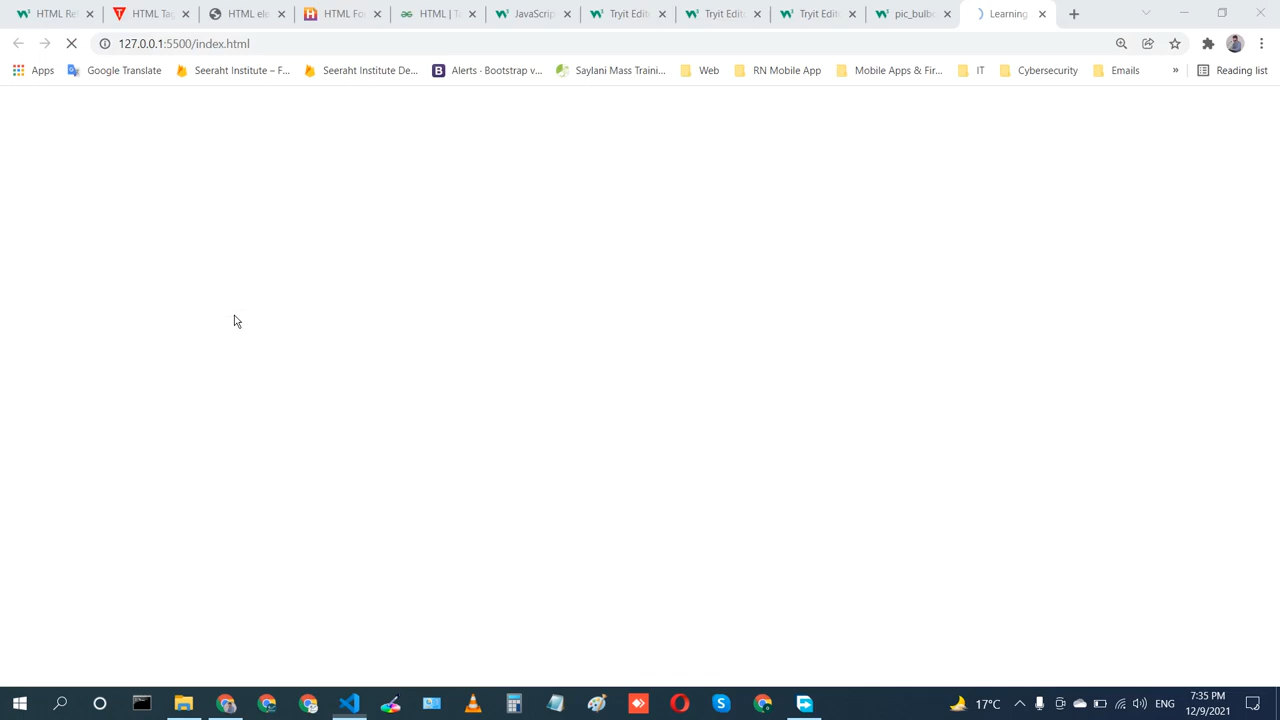 HTML Re:
HTML Tag
HTML ele
HTML Fo
HTML | T
JavaScrip
Tryit Edit
Tryit Edit
Tryit Edit
pic_bulb
Learning
127.0.0.1:5500/index.html
Apps
Google Translate
Seeraht Institute – F...
Seeraht Institute De...
Alerts · Bootstrap v...
Saylani Mass Traini...
Web
RN Mobile App
Mobile Apps & Fir...
IT
Cybersecurity
Emails
»
Reading list
17°C
ENG
7:35 PM
12/9/2021